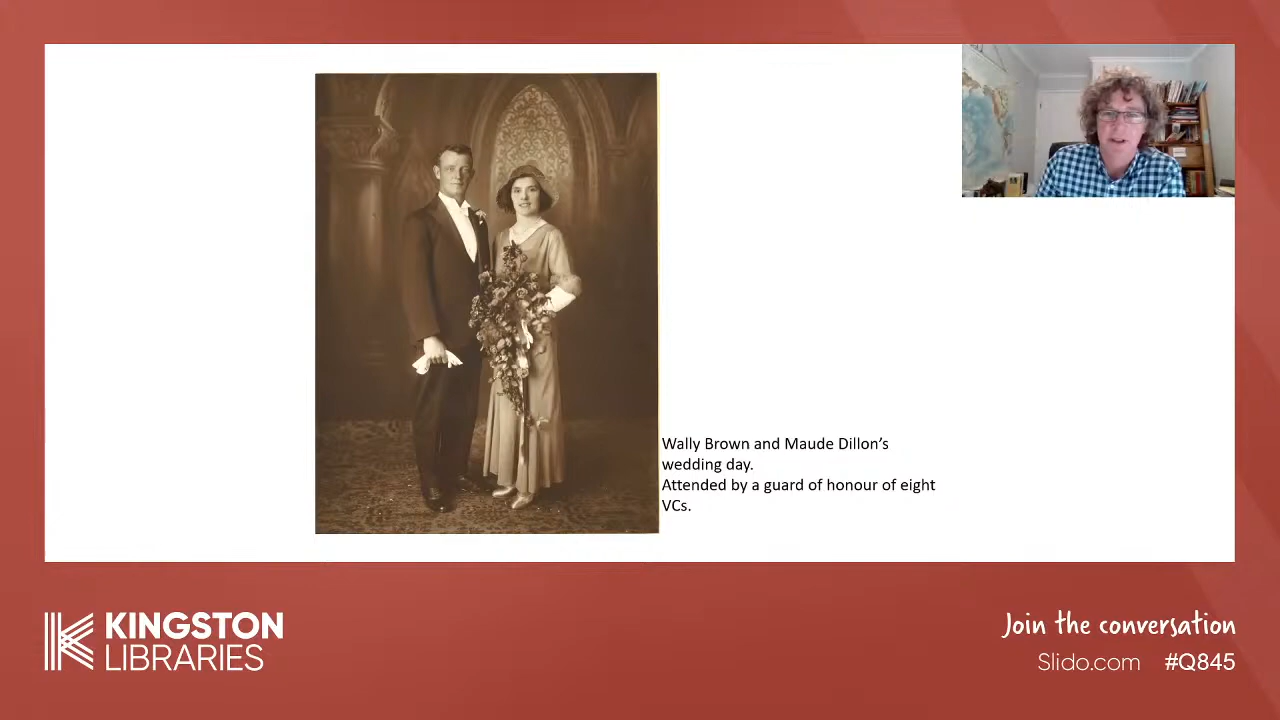 Wally Brown and Maude Dillon’s
wedding day.
Attended by a guard of honour of eight
VCs.
KINGSTON
LIBRARIES
Join the conversation
Slido.com #Q845